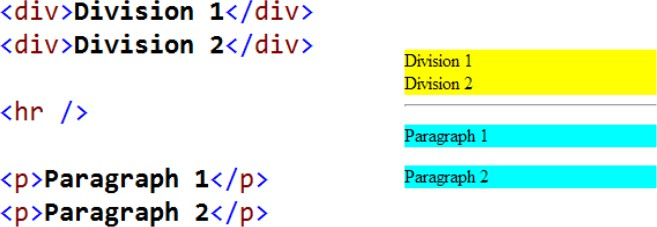 <div>Division 1</div>
<div>Division 2</div>
<hr />
<p>Paragraph 1</p>
<p>Paragraph 2</p>
Division 1
Division 2
Paragraph 1
Paragraph 2